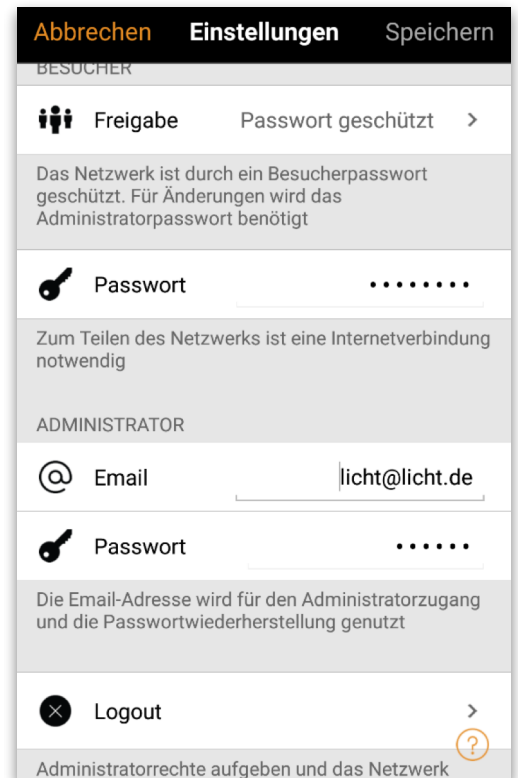 Abbrechen Einstellungen Speichern
BESUCHER
Freigabe Passwort geschützt >
Das Netzwerk ist durch ein Besucherpasswort
geschützt. Für Änderungen wird das
Administratorpasswort benötigt
Passwort ••••••••
Zum Teilen des Netzwerks ist eine Internetverbindung
notwendig
ADMINISTRATOR
@ Email licht@licht.de
Passwort ••••••
Die Email-Adresse wird für den Administratorzugang
und die Passwortwiederherstellung genutzt
Logout >
?
Administratorrechte aufgeben und das Netzwerk